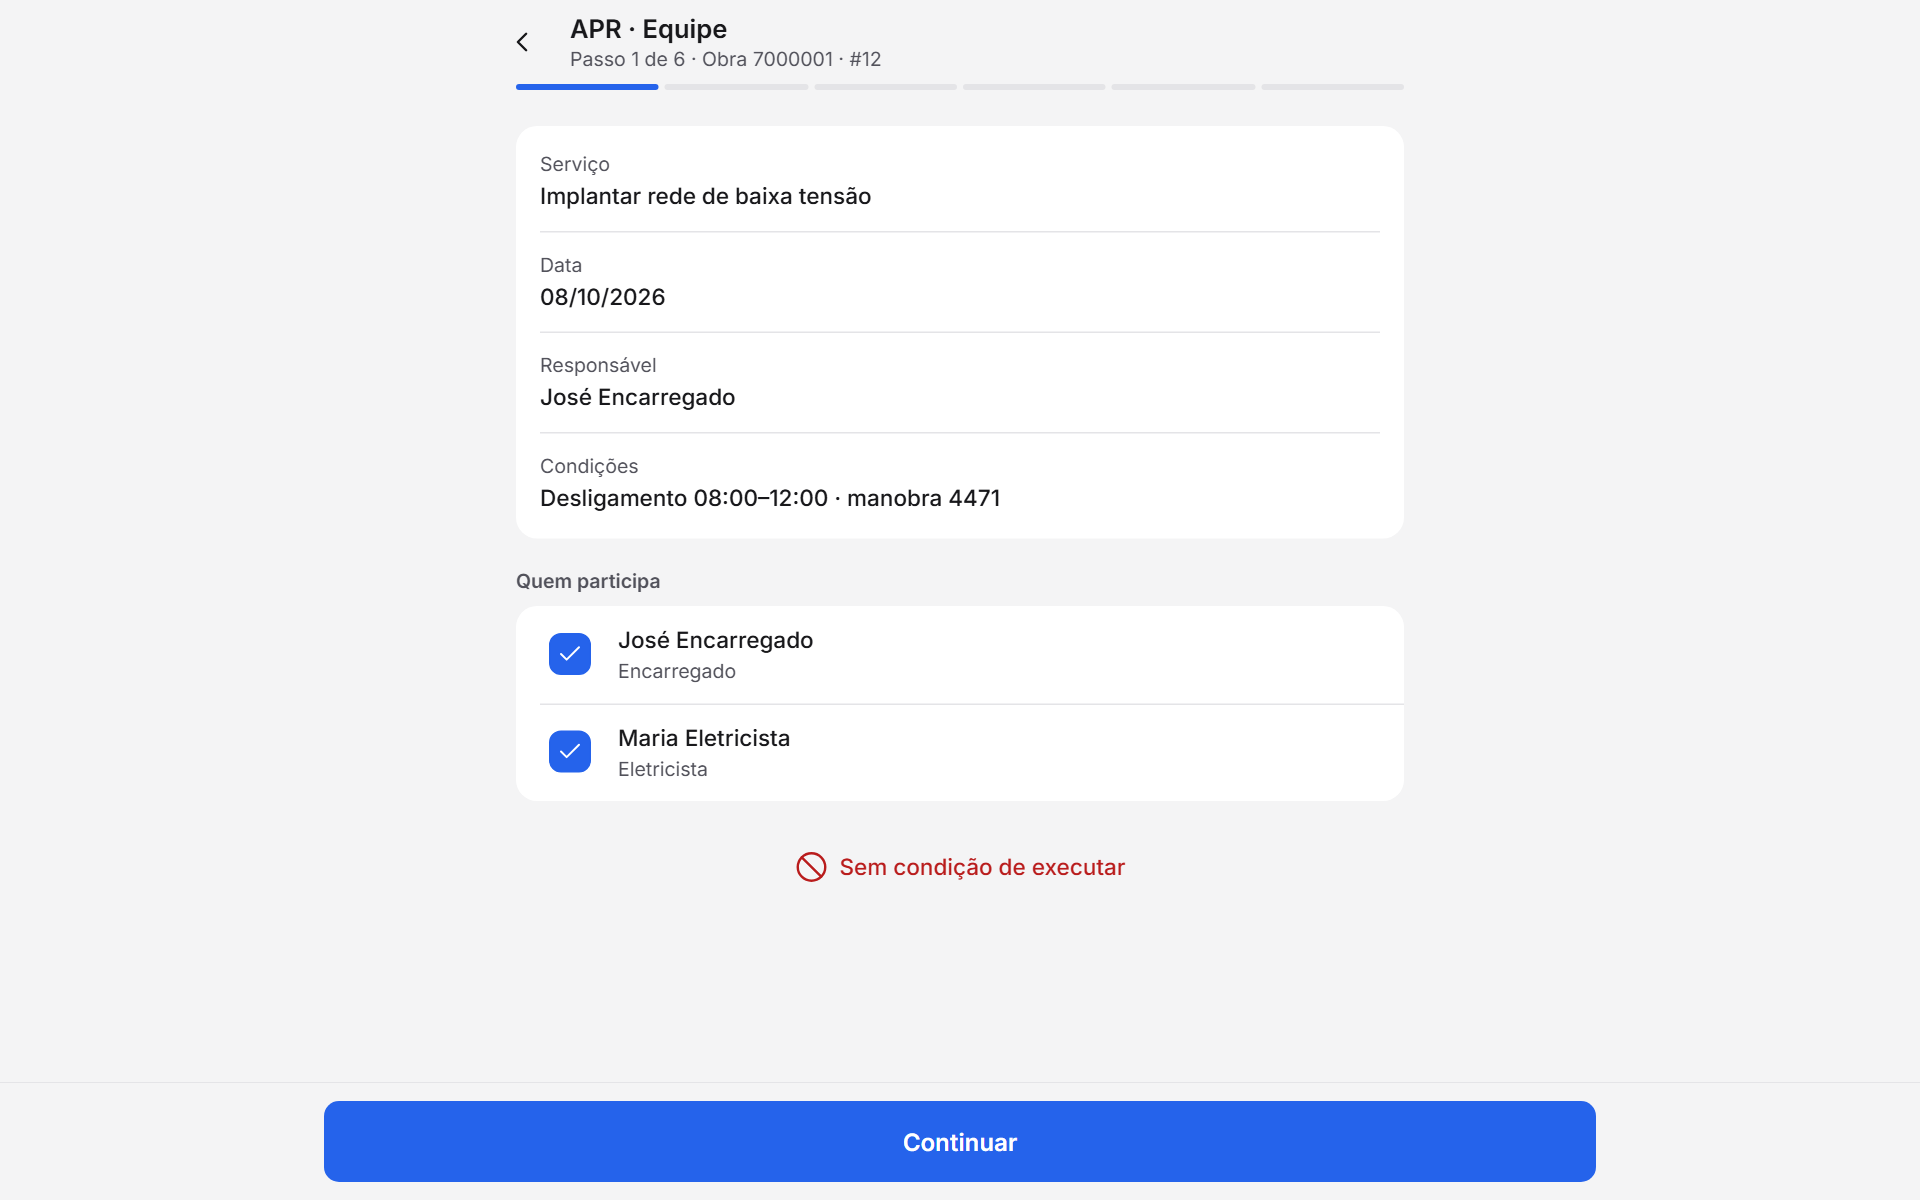 APR · Equipe
Passo 1 de 6 · Obra 7000001 · #12
Serviço
Implantar rede de baixa tensão
Data
08/10/2026
Responsável
José Encarregado
Condições
Desligamento 08:00–12:00 · manobra 4471
Quem participa
José Encarregado
Encarregado
Maria Eletricista
Eletricista
Sem condição de executar
Continuar